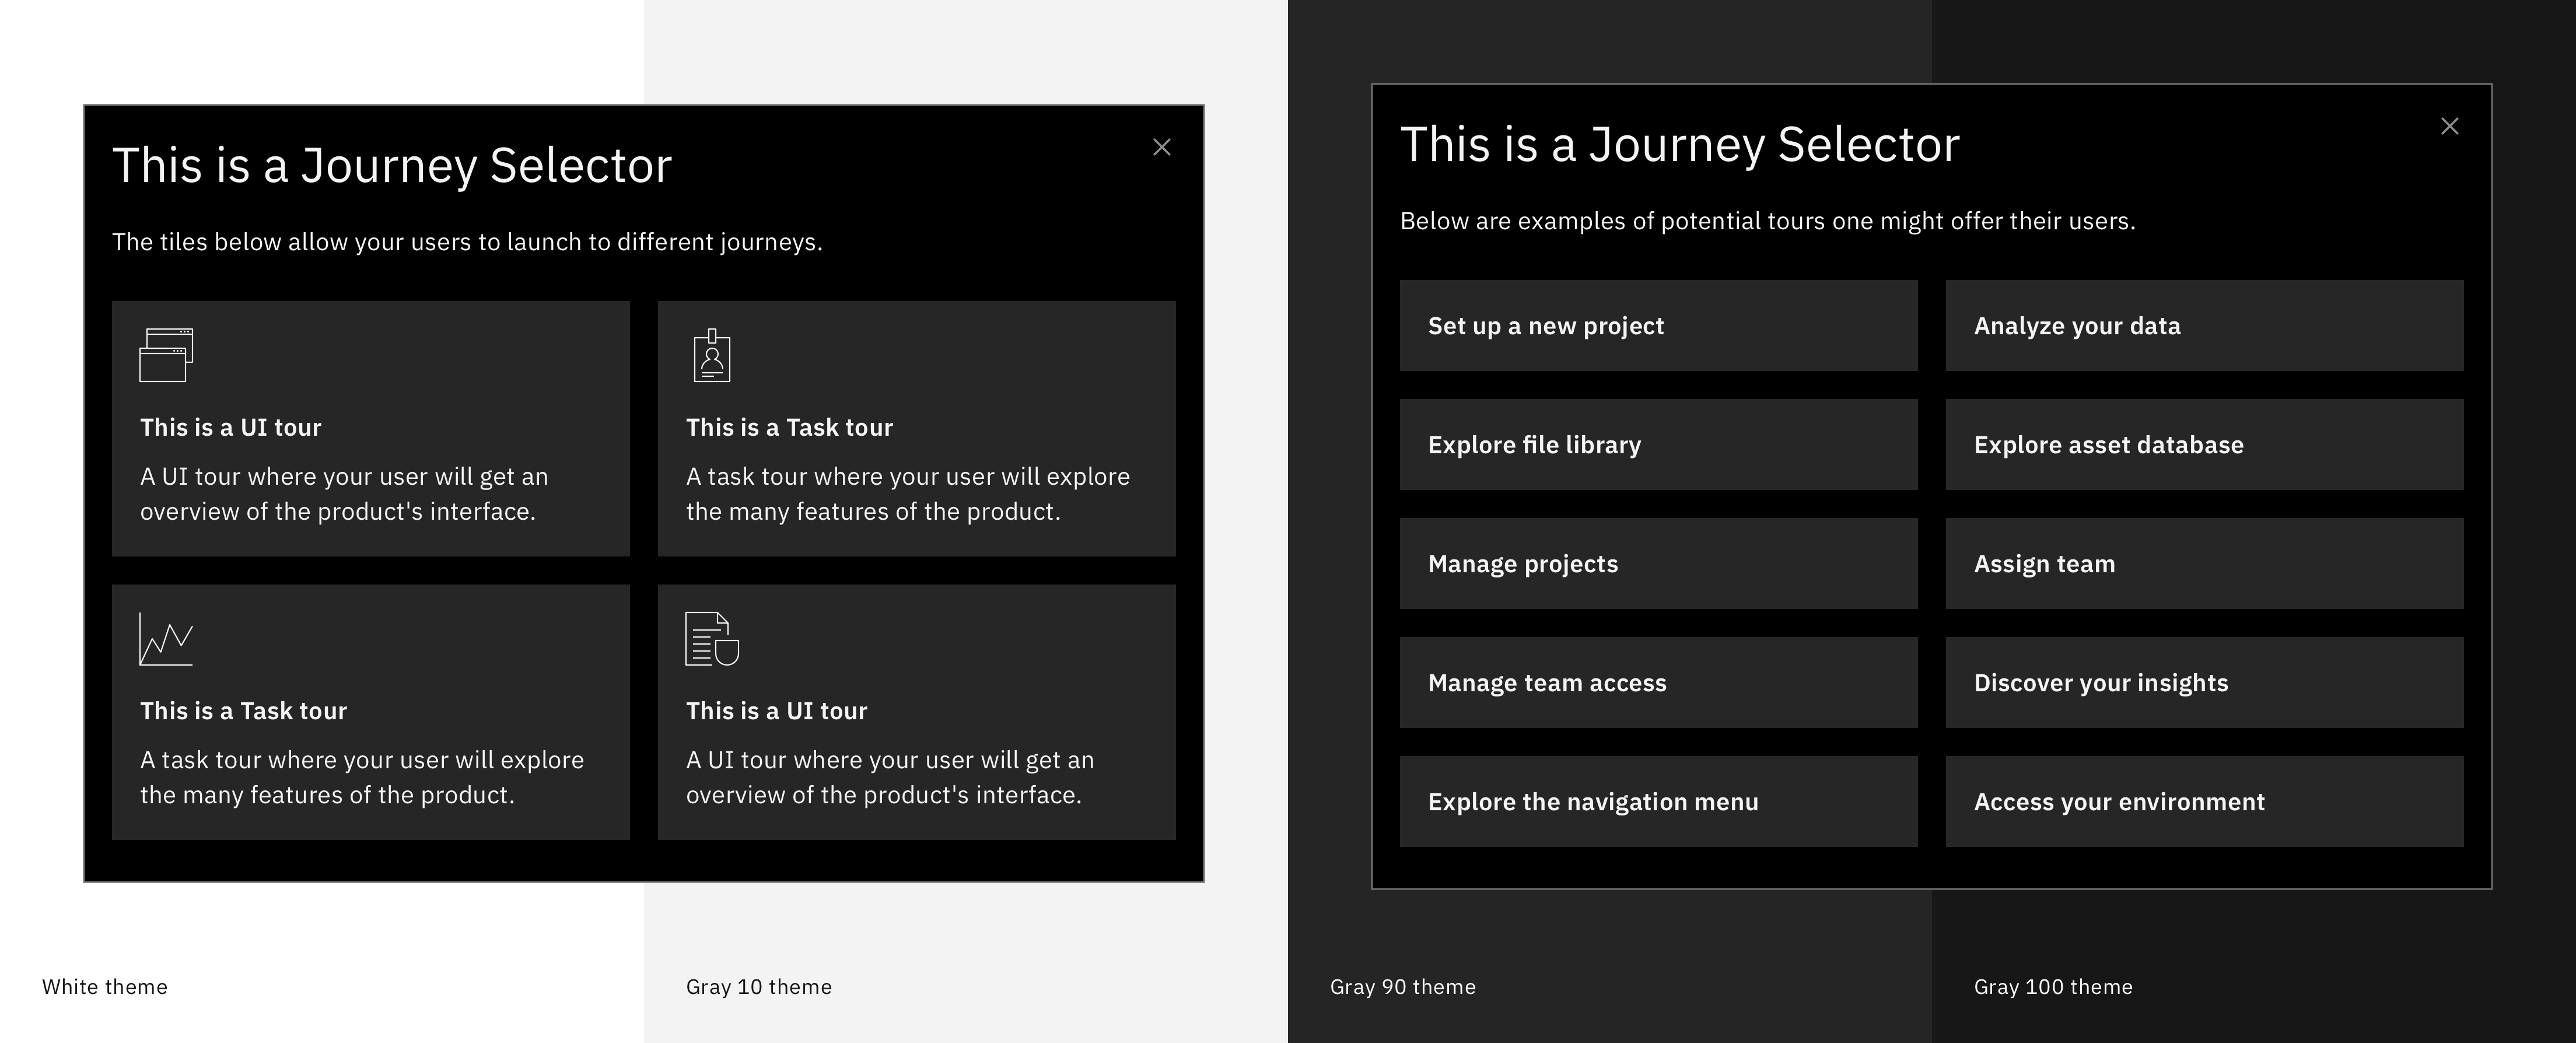 This is a Journey Selector
The tiles below allow your users to launch to different journeys.
This is a UI tour
A UI tour where your user will get an
overview of the product's interface.
This is a Task tour
A task tour where your user will explore
the many features of the product.
This is a Task tour
A task tour where your user will explore
the many features of the product.
This is a UI tour
A UI tour where your user will get an
overview of the product's interface.
White theme
Gray 10 theme
This is a Journey Selector
Below are examples of potential tours one might offer their users.
Set up a new project
Analyze your data
Explore file library
Explore asset database
Manage projects
Assign team
Manage team access
Discover your insights
Explore the navigation menu
Access your environment
Gray 90 theme
Gray 100 theme